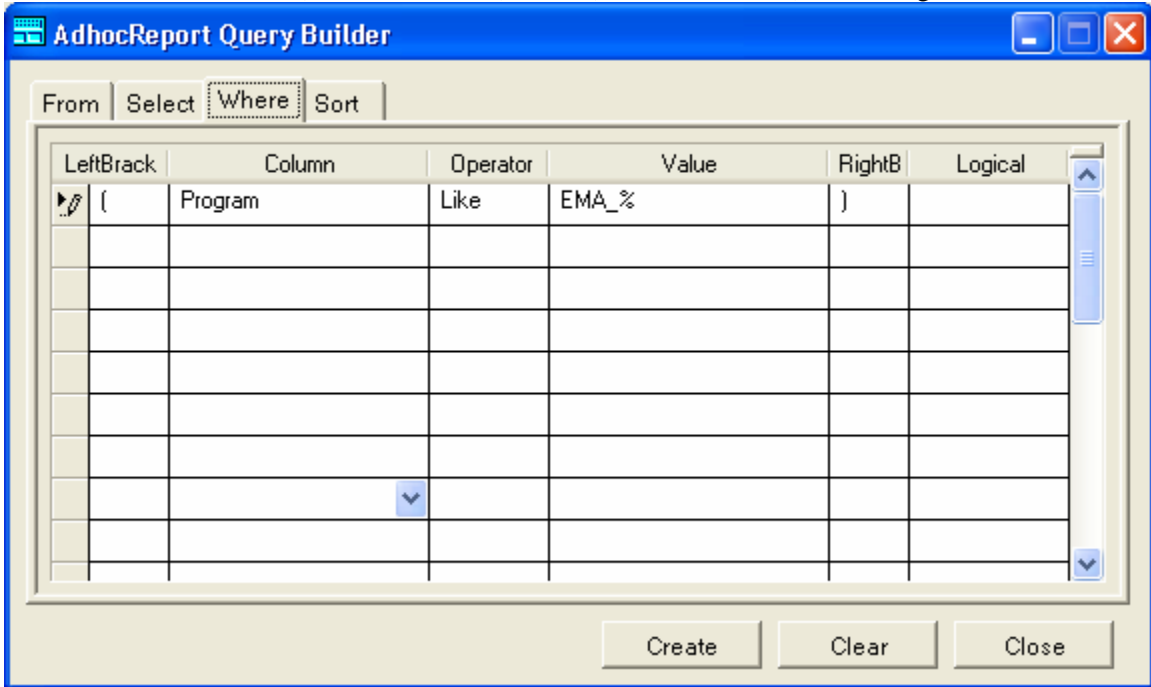 AdhocReport Query Builder
From Select Where Sort
LeftBrack Column Operator Value RightB Logical
( Program Like EMA_% )
Create Clear Close